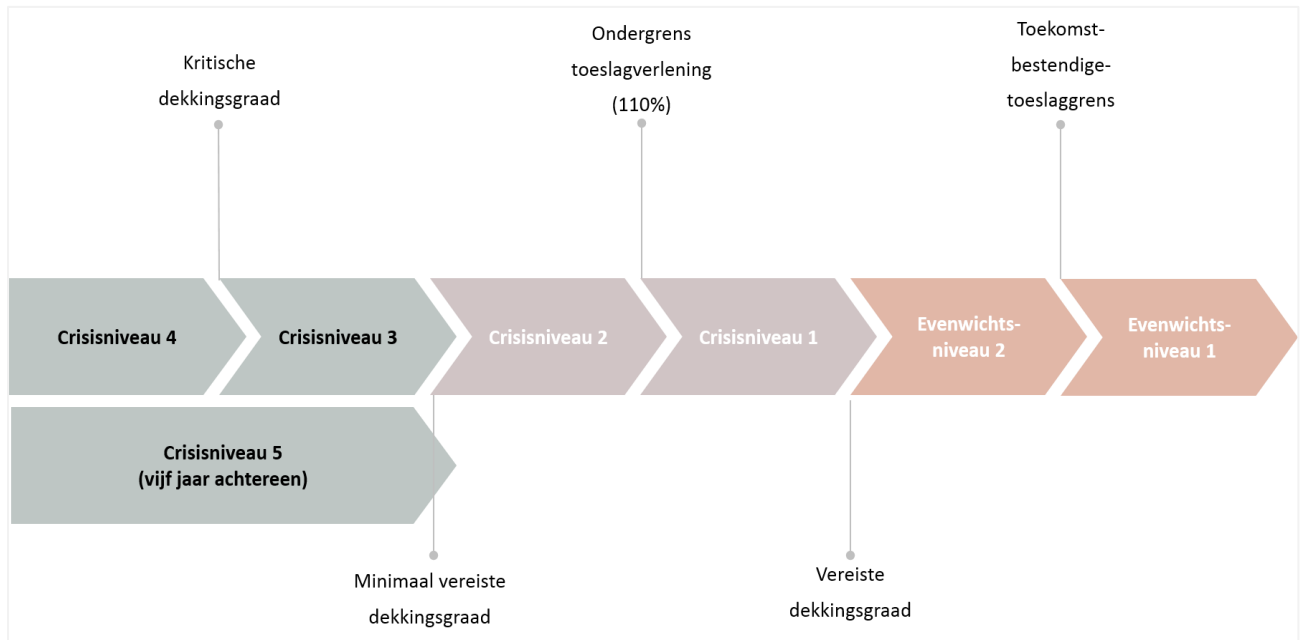 Kritische
dekkingsgraad
Ondergrens
toeslagverlening
(110%)
Toekomst-
bestendige-
toeslaggrens
Crisisniveau 4
Crisisniveau 3
Crisisniveau 2
Crisisniveau 1
Evenwichts-
niveau 2
Evenwichts-
niveau 1
Crisisniveau 5
(vijf jaar achtereen)
Minimaal vereiste
dekkingsgraad
Vereiste
dekkingsgraad